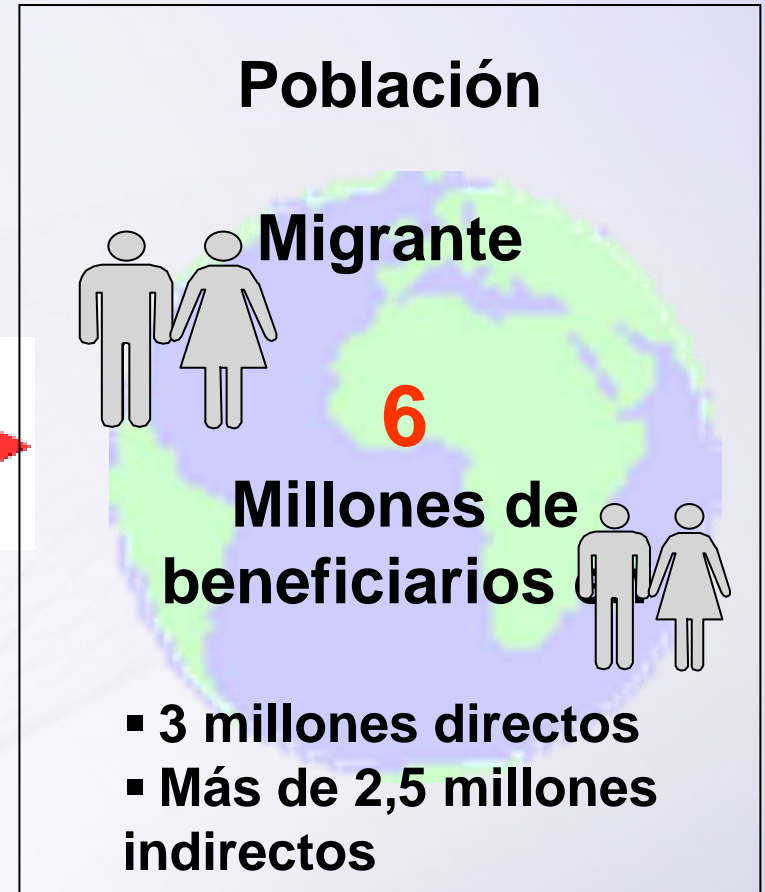 Población
Migrante
6
Millones de
beneficiarios
▪ 3 millones directos
▪ Más de 2,5 millones
indirectos